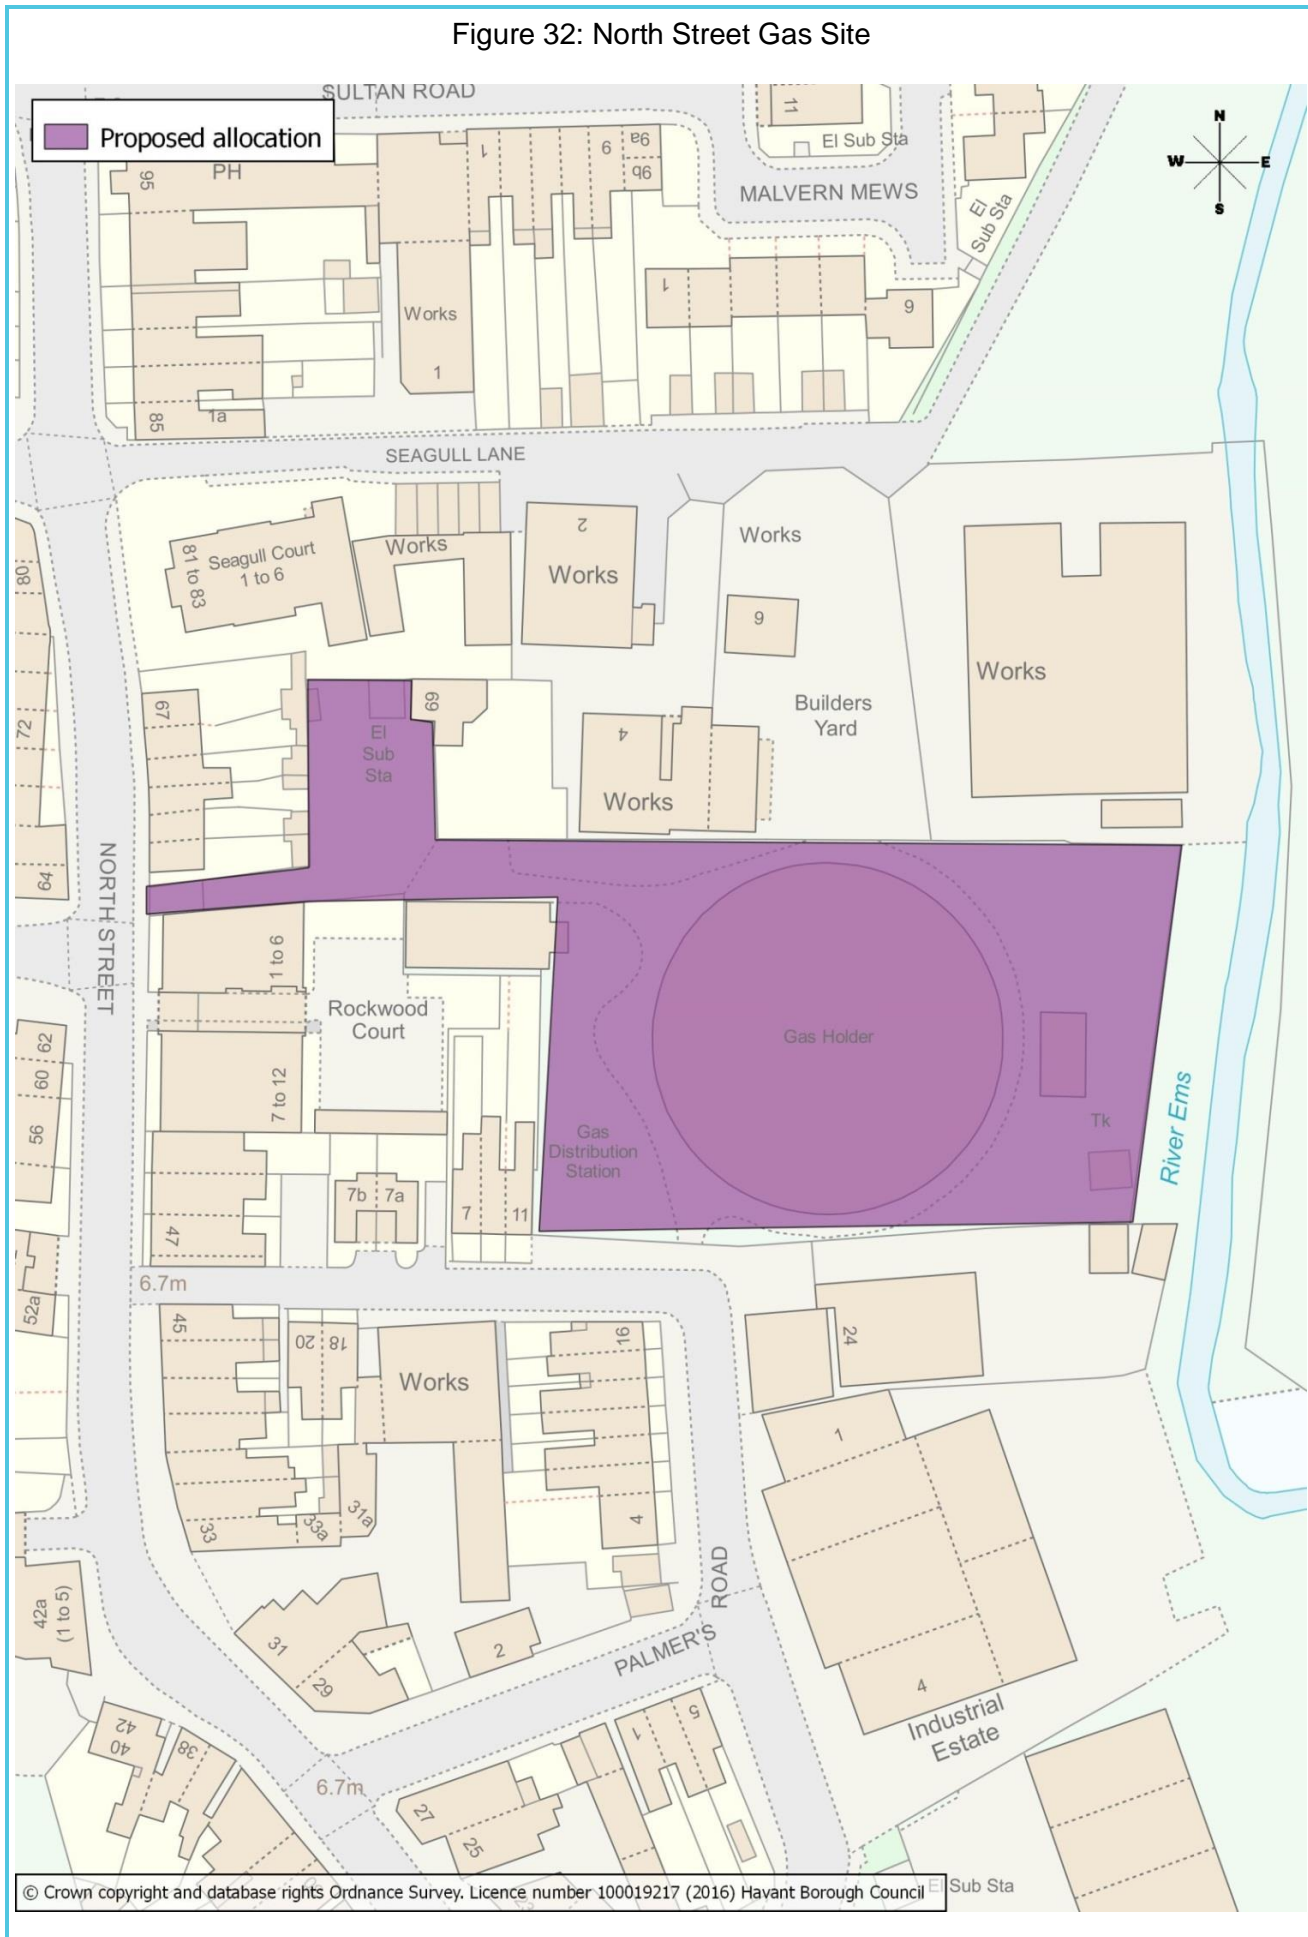 Figure 32: North Street Gas Site
SULTAN ROAD
Proposed allocation
N
W
E
S
11
El Sub Sta
95
PH
1
9
9a
9b
MALVERN MEWS
El
Sub Sta
Works
1
1
9
85
1a
SEAGULL LANE
81 to 83
Seagull Court
1 to 6
Works
2
Works
Works
6
Works
80
72
64
67
El
Sub
Sta
69
4
Works
Builders
Yard
NORTH STREET
1 to 6
Rockwood
Court
7 to 12
Gas Holder
Gas
Distribution
Station
Tk
River Ems
62
60
56
52a
47
7b
7a
7
11
6.7m
45
20
18
Works
16
24
33
33a
31a
4
1
4
Industrial
Estate
42a
(1 to 5)
31
29
2
PALMER'S
ROAD
42
40
38
6.7m
27
25
1
5
El Sub Sta
© Crown copyright and database rights Ordnance Survey. Licence number 100019217 (2016) Havant Borough Council